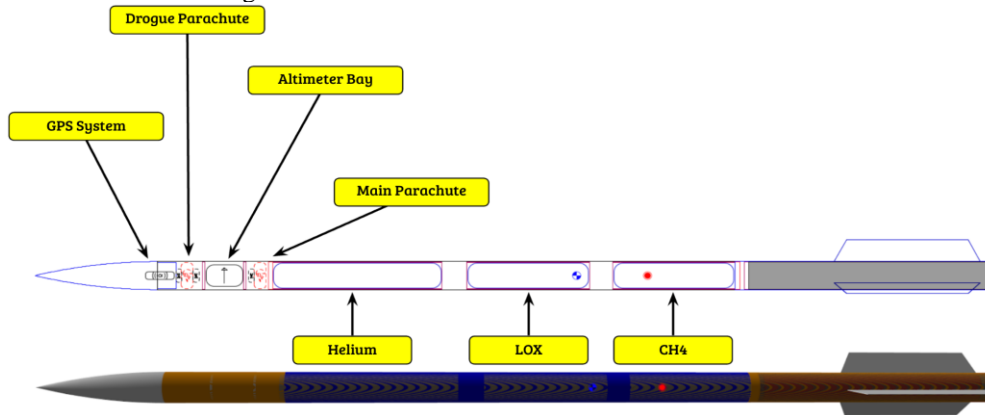 Drogue Parachute
Altimeter Bay
GPS System
Main Parachute
Helium
LOX
CH4